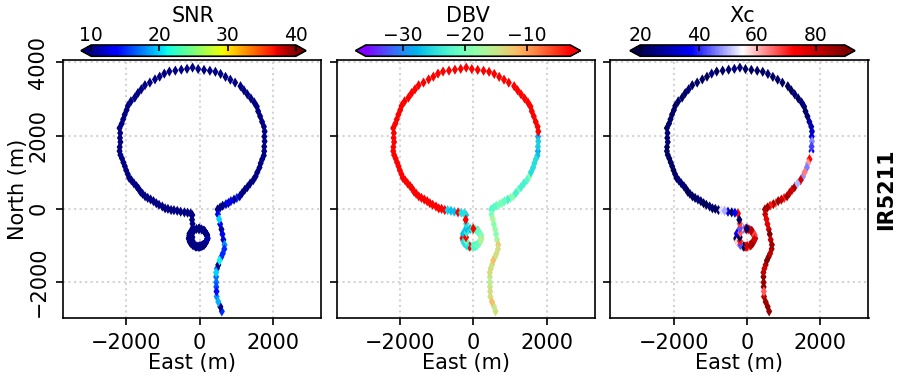 SNR DBV Xc
10 20 30 40 −30 −20 −10 20 40 60 80
4000
2000
0
−2000
North (m)
IR5211
−2000 0 2000 −2000 0 2000 −2000 0 2000
East (m) East (m) East (m)